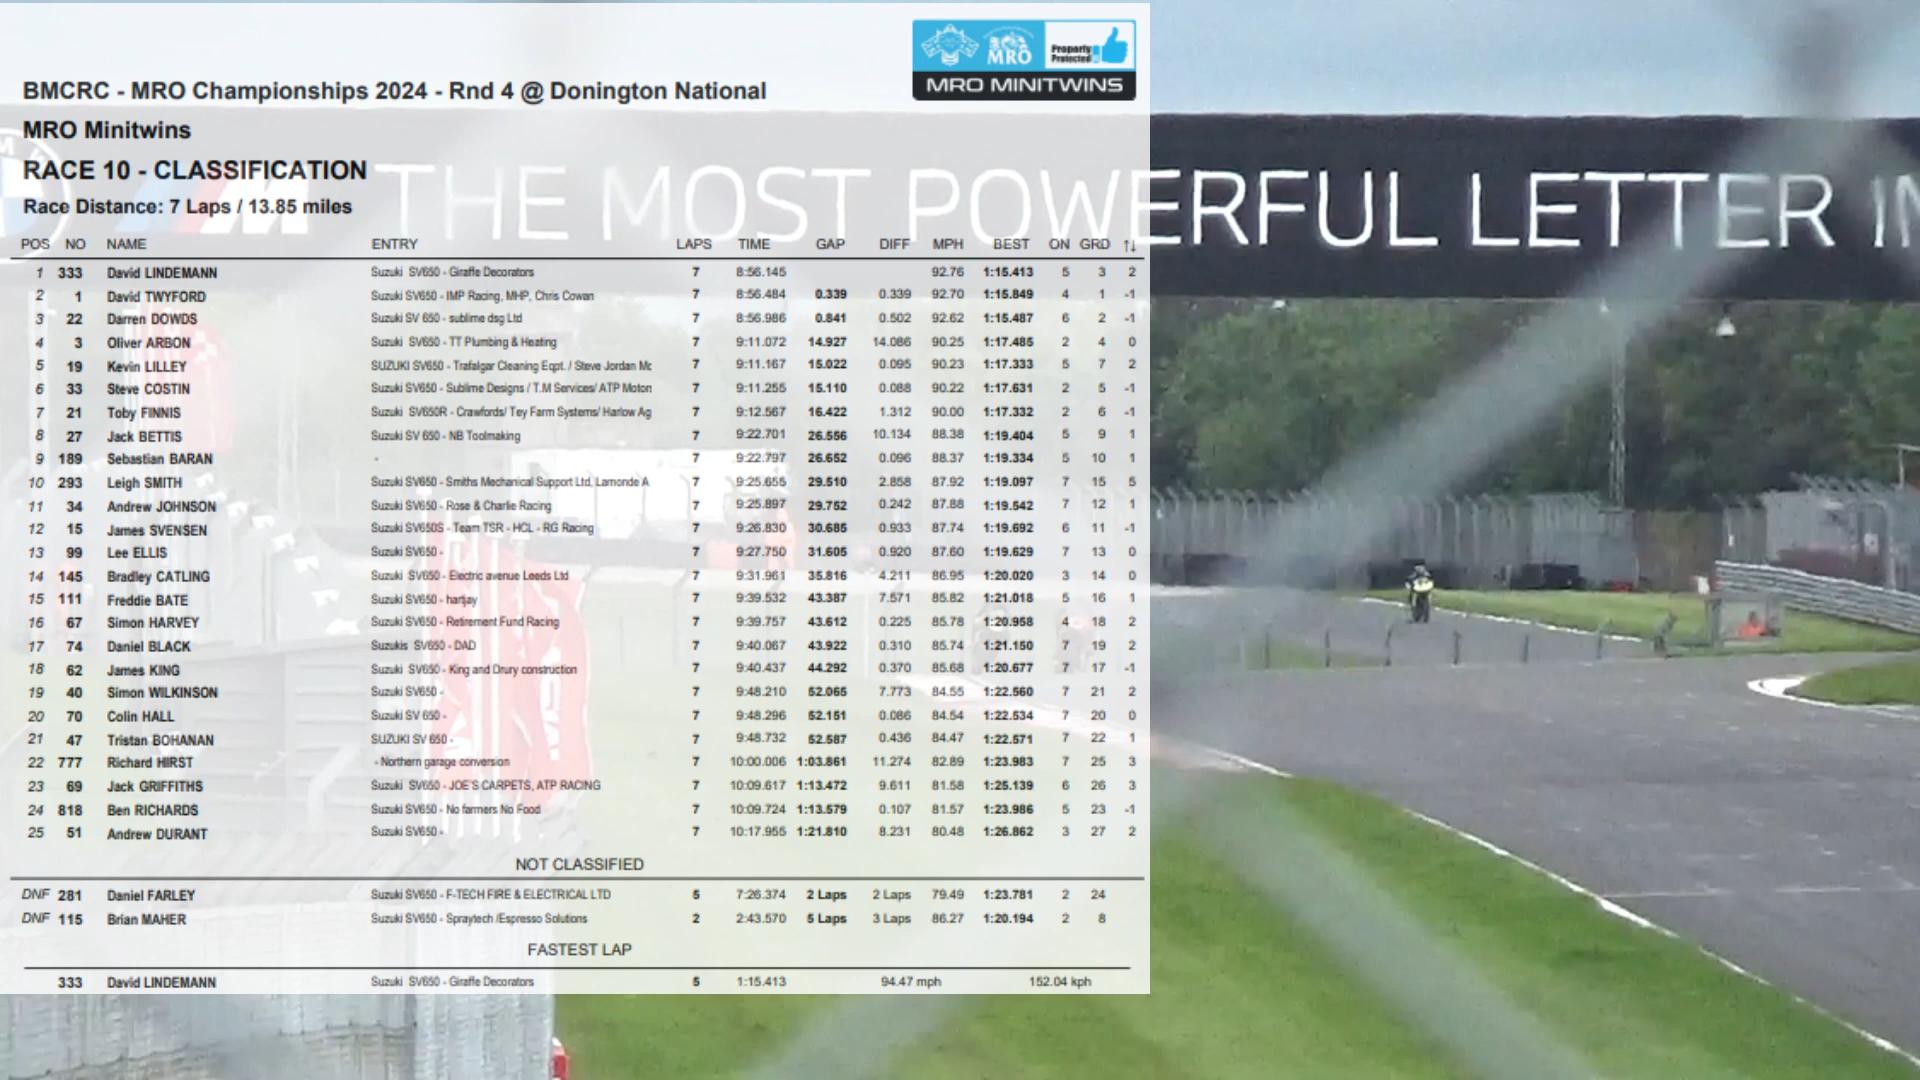 Properly
Protected
MRO
MRO MINITWINS
BMCRC - MRO Championships 2024 - Rnd 4 @ Donington National
MRO Minitwins
RACE 10 - CLASSIFICATION
Race Distance: 7 Laps / 13.85 miles
THE MOST POWERFUL LETTER IN
POS NO NAME ENTRY LAPS TIME GAP DIFF MPH BEST ON GRD ↑↓
1 333 David LINDEMANN Suzuki SV650 - Giraffe Decorators 7 8:56.145 92.76 1:15.413 5 3 2
2 1 David TWYFORD Suzuki SV650 - IMP Racing, MHP, Chris Cowan 7 8:56.484 0.339 0.339 92.70 1:15.849 4 1 -1
3 22 Darren DOWDS Suzuki SV 650 - sublime dsg Ltd 7 8:56.986 0.841 0.502 92.62 1:15.487 6 2 -1
4 3 Oliver ARBON Suzuki SV650 - TT Plumbing & Heating 7 9:11.072 14.927 14.086 90.25 1:17.485 2 4 0
5 19 Kevin LILLEY SUZUKI SV650 - Trafalgar Cleaning Eqpt. / Steve Jordan Mc 7 9:11.167 15.022 0.095 90.23 1:17.333 5 7 2
6 33 Steve COSTIN Suzuki SV650 - Sublime Designs / T.M Services/ ATP Motor 7 9:11.255 15.110 0.088 90.22 1:17.631 2 5 -1
7 21 Toby FINNIS Suzuki SV650R - Crawfords/ Tey Farm Systems/ Harlow Ag 7 9:12.567 16.422 1.312 90.00 1:17.332 2 6 -1
8 27 Jack BETTIS Suzuki SV 650 - NB Toolmaking 7 9:22.701 26.556 10.134 88.38 1:19.404 5 9 1
9 189 Sebastian BARAN - 7 9:22.797 26.652 0.096 88.37 1:19.334 5 10 1
10 293 Leigh SMITH Suzuki SV650 - Smiths Mechanical Support Ltd, Lamonde A 7 9:25.655 29.510 2.858 87.92 1:19.097 7 15 5
11 34 Andrew JOHNSON Suzuki SV650 - Rose & Charlie Racing 7 9:25.897 29.752 0.242 87.88 1:19.542 7 12 1
12 15 James SVENSEN Suzuki SV650S - Team TSR - HCL - RG Racing 7 9:26.830 30.685 0.933 87.74 1:19.692 6 11 -1
13 99 Lee ELLIS Suzuki SV650 - 7 9:27.750 31.605 0.920 87.60 1:19.629 7 13 0
14 145 Bradley CATLING Suzuki SV650 - Electric avenue Leeds Ltd 7 9:31.961 35.816 4.211 86.95 1:20.020 3 14 0
15 111 Freddie BATE Suzuki SV650 - hartjay 7 9:39.532 43.387 7.571 85.82 1:21.018 5 16 1
16 67 Simon HARVEY Suzuki SV650 - Retirement Fund Racing 7 9:39.757 43.612 0.225 85.78 1:20.958 4 18 2
17 74 Daniel BLACK Suzukis SV650 - DAD 7 9:40.067 43.922 0.310 85.74 1:21.150 7 19 2
18 62 James KING Suzuki SV650 - King and Drury construction 7 9:40.437 44.292 0.370 85.68 1:20.677 7 17 -1
19 40 Simon WILKINSON Suzuki SV650 - 7 9:48.210 52.065 7.773 84.55 1:22.560 7 21 2
20 70 Colin HALL Suzuki SV 650 - 7 9:48.296 52.151 0.086 84.54 1:22.534 7 20 0
21 47 Tristan BOHANAN SUZUKI SV 650 - 7 9:48.732 52.587 0.436 84.47 1:22.571 7 22 1
22 777 Richard HIRST - Northern garage conversion 7 10:00.006 1:03.861 11.274 82.89 1:23.983 7 25 3
23 69 Jack GRIFFITHS Suzuki SV650 - JOE'S CARPETS, ATP RACING 7 10:09.617 1:13.472 9.611 81.58 1:25.139 6 26 3
24 818 Ben RICHARDS Suzuki SV650 - No farmers No Food 7 10:09.724 1:13.579 0.107 81.57 1:23.986 5 23 -1
25 51 Andrew DURANT Suzuki SV650 - 7 10:17.955 1:21.810 8.231 80.48 1:26.862 3 27 2
NOT CLASSIFIED
DNF 281 Daniel FARLEY Suzuki SV650 - F-TECH FIRE & ELECTRICAL LTD 5 7:26.374 2 Laps 2 Laps 79.49 1:23.781 2 24
DNF 115 Brian MAHER Suzuki SV650 - Spraytech /Espresso Solutions 2 2:43.570 5 Laps 3 Laps 86.27 1:20.194 2 8
FASTEST LAP
333 David LINDEMANN Suzuki SV650 - Giraffe Decorators 5 1:15.413 94.47 mph 152.04 kph